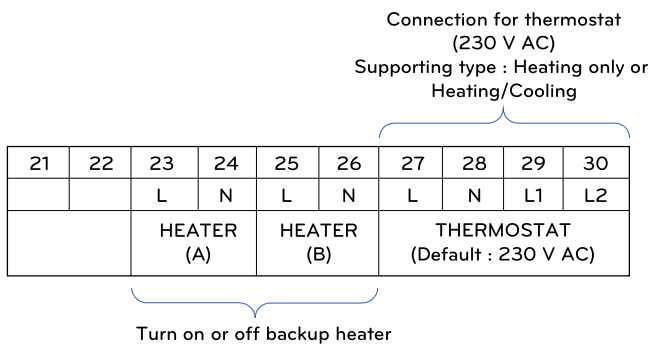 Connection for thermostat
(230 V AC)
Supporting type : Heating only or
Heating/Cooling
21 22 23 24 25 26 27 28 29 30
L N L N L N L1 L2
HEATER (A) HEATER (B) THERMOSTAT (Default : 230 V AC)
Turn on or off backup heater